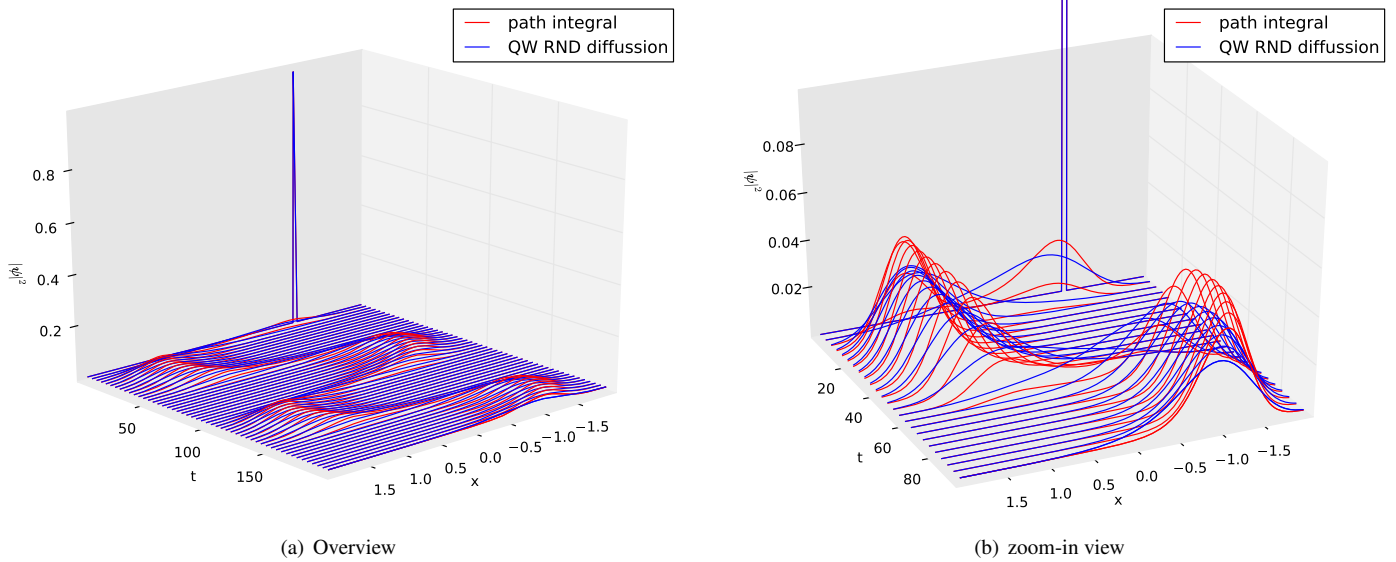 path integral
QW RND diffussion
0.8
0.6
0.4
0.2
|ψ|²
50
100
150
t
1.5
1.0
0.5
0.0
−0.5
−1.0
−1.5
x
(a) Overview
path integral
QW RND diffussion
0.08
0.06
0.04
0.02
|ψ|²
20
40
60
80
t
1.5
1.0
0.5
0.0
−0.5
−1.0
−1.5
x
(b) zoom-in view